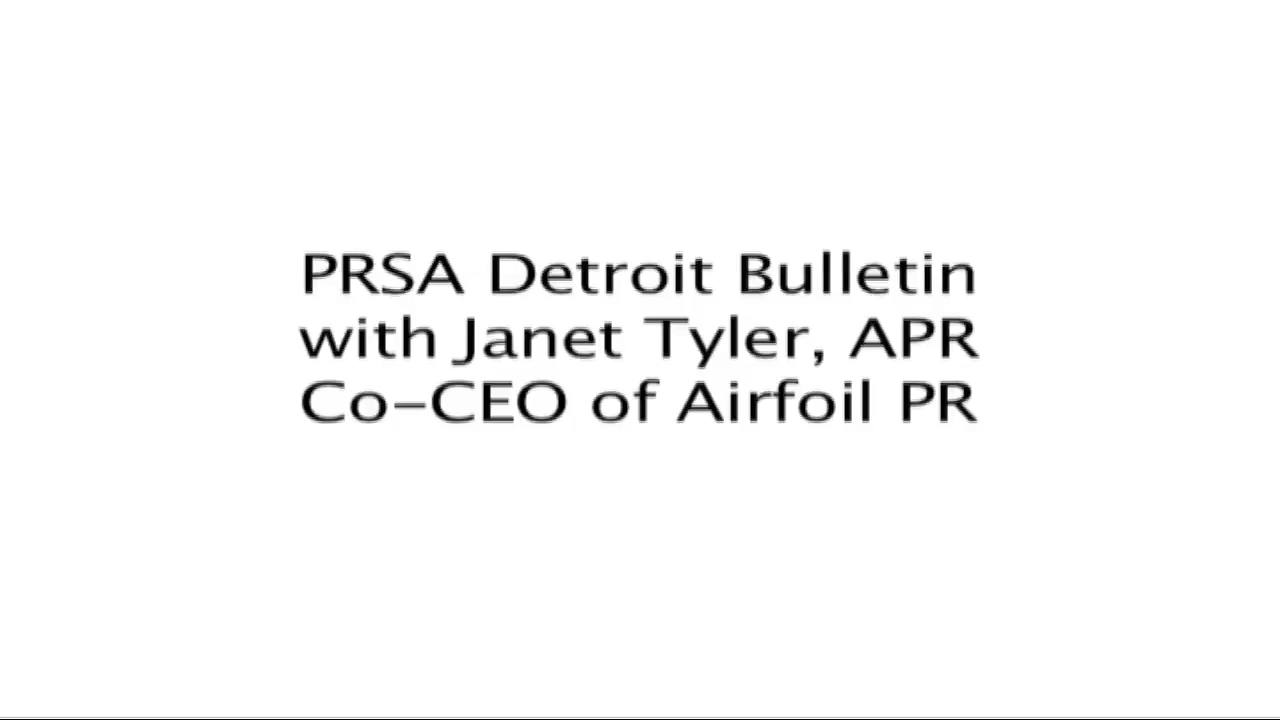 PRSA Detroit Bulletin
with Janet Tyler, APR
Co-CEO of Airfoil PR